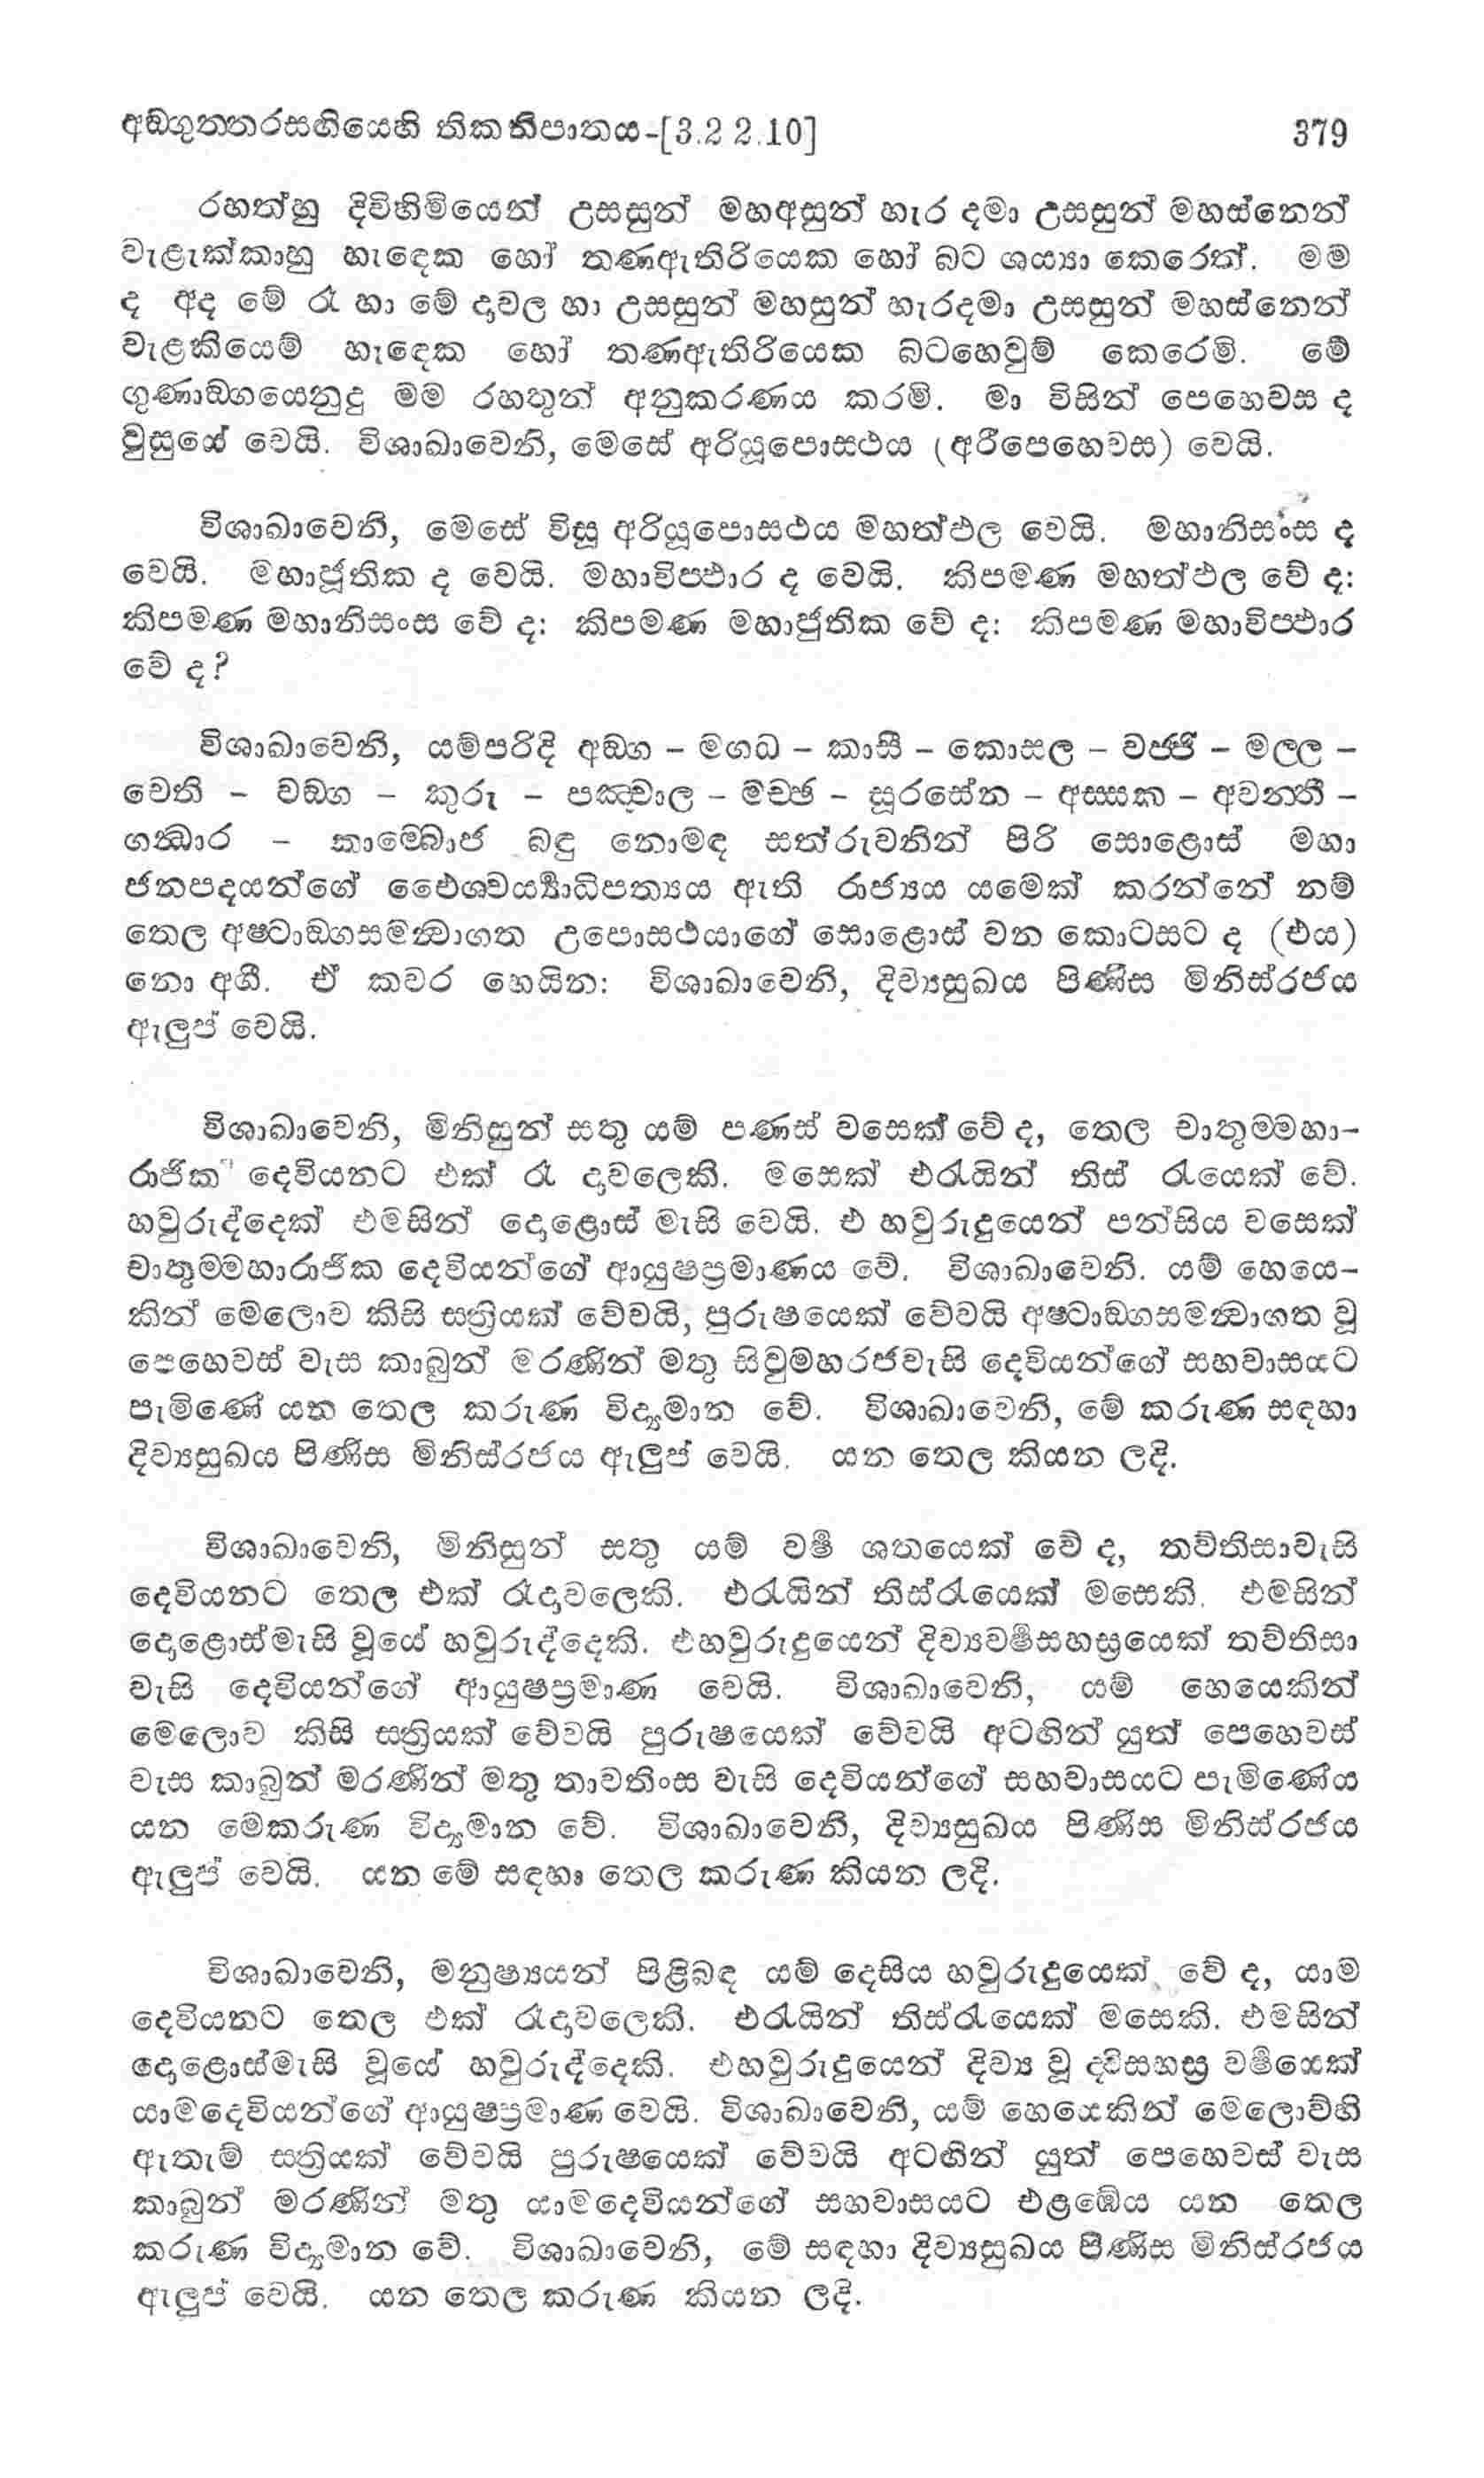 අඞ්ගුත්තරසඟියෙහි තිකනිපාතය-[3.2 2.10] 379
රහත්හු දිවිහිමියෙන් උසසුන් මහඅසුන් හැර දමා උසසුන් මහස්නෙන්
වැළැක්කාහු හැඳෙක හෝ තණඇතිරියෙක හෝ බට ශය්‍යා කෙරෙත්. මම
ද අද මේ රෑ හා මේ දාවල හා උසසුන් මහසුන් හැරදමා උසසුන් මහස්නෙන්
වැළකියෙම් හැඳෙක හෝ තණඇතිරියෙක බටහෙවුම් කෙරෙමි. මේ
ගුණාඞ්ගයෙනුදු මම රහතුන් අනුකරණය කරමි. මා විසින් පෙහෙවස ද
වුසුයේ වෙයි. විශාඛාවෙනි, මෙසේ අරියුපොසථය (අරීපෙහෙවස) වෙයි.
විශාඛාවෙනි, මෙසේ විසූ අරියුපොසථය මහත්ඵල වෙයි. මහානිසංස ද
වෙයි. මහාජුතික ද වෙයි. මහාවිප්ඵාර ද වෙයි. කිපමණ මහත්ඵල වේ ද:
කිපමණ මහානිසංස වේ ද: කිපමණ මහාජුතික වේ ද: කිපමණ මහාවිප්ඵාර
වේ ද?
විශාඛාවෙනි, යම්පරිදි අඞ්ග - මගධ - කාසී - කොසල - වජ්ජි - මල්ල -
චෙති - වඞ්ග - කුරු - පඤ්චාල - මච්ඡ - සූරසේන - අස්සක - අවන්ති -
ගන්ධාර - කාම්බොජ බඳු නොමඳ සත්රුවනින් පිරි සොළොස් මහා
ජනපදයන්ගේ ඓශ්වර්‍ය්‍යාධිපත්‍යය ඇති රාජ්‍යය යමෙක් කරන්නේ නම්
තෙල අෂ්ටාඞ්ගසමන්වාගත උපොසථයාගේ සොළොස් වන කොටසට ද (එය)
නො අගී. ඒ කවර හෙයින: විශාඛාවෙනි, දිව්‍යසුඛය පිණිස මිනිස්රජය
ඇලුප් වෙයි.
විශාඛාවෙනි, මිනිසුන් සතු යම් පණස් වසෙක් වේ ද, තෙල චාතුම්මහා-
රාජික දෙවියනට එක් රෑ දාවලෙකි. මසෙක් එරැයින් තිස් රැයෙක් වේ.
හවුරුද්දෙක් එමසින් දොළොස් මැසි වෙයි. එ හවුරුදුයෙන් පන්සිය වසෙක්
චාතුම්මහාරාජික දෙවියන්ගේ ආයුෂප්‍රමාණය වේ. විශාඛාවෙනි. යම් හෙයෙ-
කින් මෙලොව කිසි ස්ත්‍රියක් වේවයි, පුරුෂයෙක් වේවයි අෂ්ටාඞ්ගසමන්වාගත වූ
පෙහෙවස් වැස කාබුන් මරණින් මතු සිවුමහරජවැසි දෙවියන්ගේ සහවාසයට
පැමිණේ යන තෙල කරුණ විද්‍යමාන වේ. විශාඛාවෙනි, මේ කරුණ සඳහා
දිව්‍යසුඛය පිණිස මිනිස්රජය ඇලුප් වෙයි. යන තෙල කියන ලදි.
විශාඛාවෙනි, මිනිසුන් සතු යම් වර්‍ෂ ශතයෙක් වේ ද, තව්තිසාවැසි
දෙවියනට තෙල එක් රෑදාවලෙකි. එරැයින් තිස්රැයෙක් මසෙකි. එමසින්
දොළොස්මැසි වූයේ හවුරුද්දෙකි. එහවුරුදුයෙන් දිව්‍යවර්‍ෂසහස්‍රයෙක් තව්තිසා
වැසි දෙවියන්ගේ ආයුෂප්‍රමාණ වෙයි. විශාඛාවෙනි, යම් හෙයෙකින්
මෙලොව කිසි ස්ත්‍රියක් වේවයි පුරුෂයෙක් වේවයි අටඟින් යුත් පෙහෙවස්
වැස කාබුන් මරණින් මතු තාවතිංස වැසි දෙවියන්ගේ සහවාසයට පැමිණේය
යන මෙකරුණ විද්‍යමාන වේ. විශාඛාවෙනි, දිව්‍යසුඛය පිණිස මිනිස්රජය
ඇලුප් වෙයි. යන මේ සඳහා තෙල කරුණ කියන ලදි.
විශාඛාවෙනි, මනුෂ්‍යයන් පිළිබඳ යම් දෙසිය හවුරුදුයෙක් වේ ද, යාම
දෙවියනට තෙල එක් රෑදාවලෙකි. එරැයින් තිස්රැයෙක් මසෙකි. එමසින්
දොළොස්මැසි වූයේ හවුරුද්දෙකි. එහවුරුදුයෙන් දිව්‍ය වූ ද්විසහස්‍ර වර්‍ෂයෙක්
යාමදෙවියන්ගේ ආයුෂප්‍රමාණ වෙයි. විශාඛාවෙනි, යම් හෙයෙකින් මෙලොව්හි
ඇතැම් ස්ත්‍රියක් වේවයි පුරුෂයෙක් වේවයි අටඟින් යුත් පෙහෙවස් වැස
කාබුන් මරණින් මතු යාමදෙවියන්ගේ සහවාසයට එළඹේය යන තෙල
කරුණ විද්‍යමාන වේ. විශාඛාවෙනි, මේ සඳහා දිව්‍යසුඛය පිණිස මිනිස්රජය
ඇලුප් වෙයි. යන තෙල කරුණ කියන ලදි.